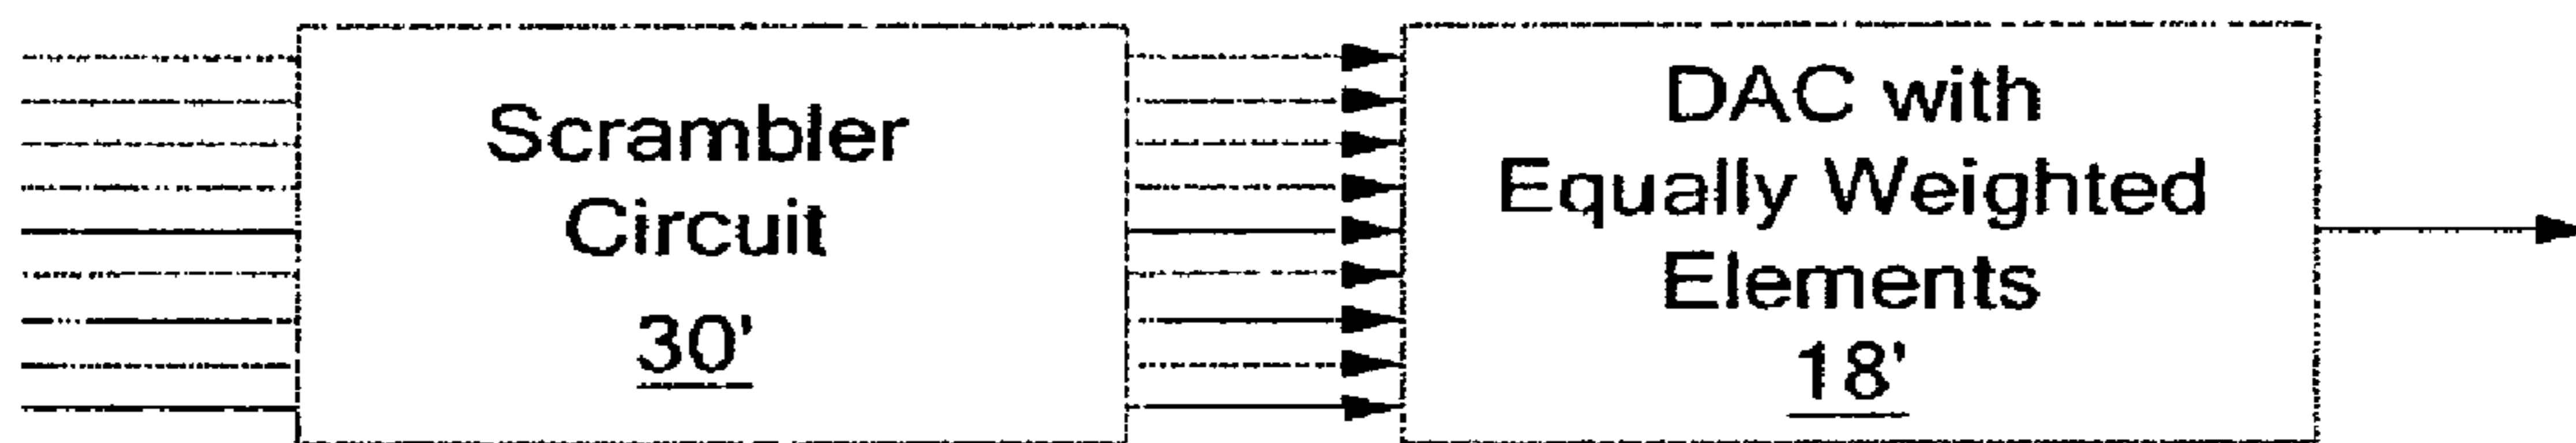 Scrambler
Circuit
30'
DAC with
Equally Weighted
Elements
18'